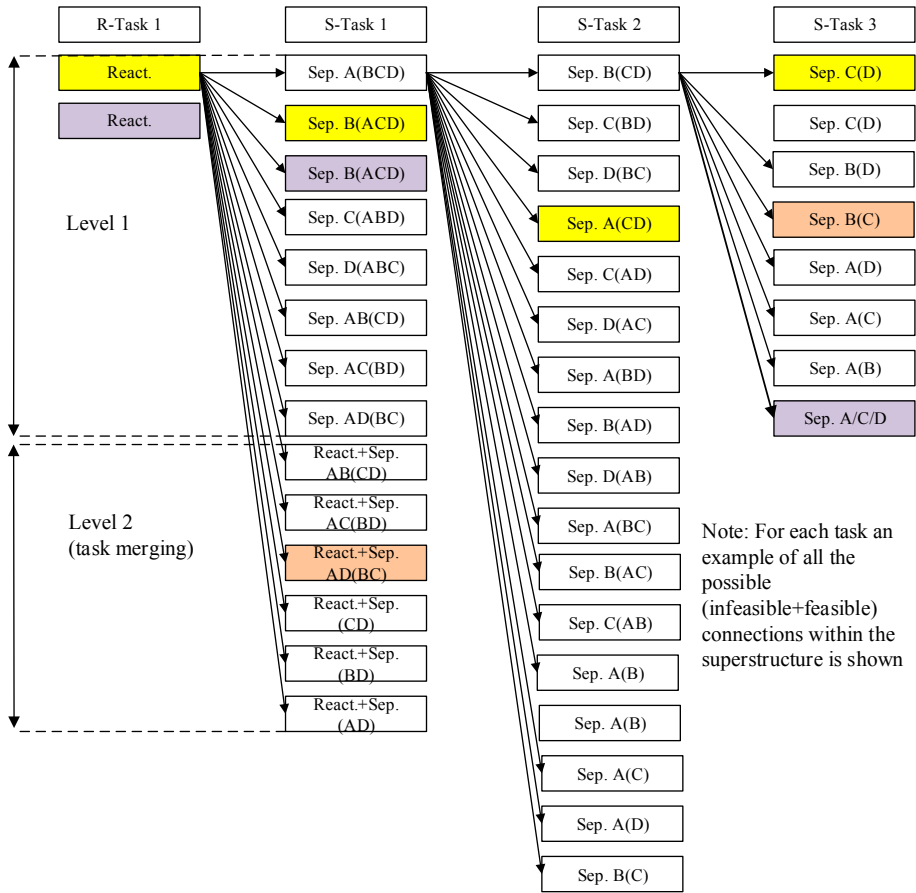 R-Task 1
S-Task 1
S-Task 2
S-Task 3
React.
React.
Level 1
Level 2
(task merging)
Sep. A(BCD)
Sep. B(ACD)
Sep. B(ACD)
Sep. C(ABD)
Sep. D(ABC)
Sep. AB(CD)
Sep. AC(BD)
Sep. AD(BC)
React.+Sep.
AB(CD)
React.+Sep.
AC(BD)
React.+Sep.
AD(BC)
React.+Sep.
(CD)
React.+Sep.
(BD)
React.+Sep.
(AD)
Sep. B(CD)
Sep. C(BD)
Sep. D(BC)
Sep. A(CD)
Sep. C(AD)
Sep. D(AC)
Sep. A(BD)
Sep. B(AD)
Sep. D(AB)
Sep. A(BC)
Sep. B(AC)
Sep. C(AB)
Sep. A(B)
Sep. A(B)
Sep. A(C)
Sep. A(D)
Sep. B(C)
Sep. C(D)
Sep. C(D)
Sep. B(D)
Sep. B(C)
Sep. A(D)
Sep. A(C)
Sep. A(B)
Sep. A/C/D
Note: For each task an
example of all the
possible
(infeasible+feasible)
connections within the
superstructure is shown